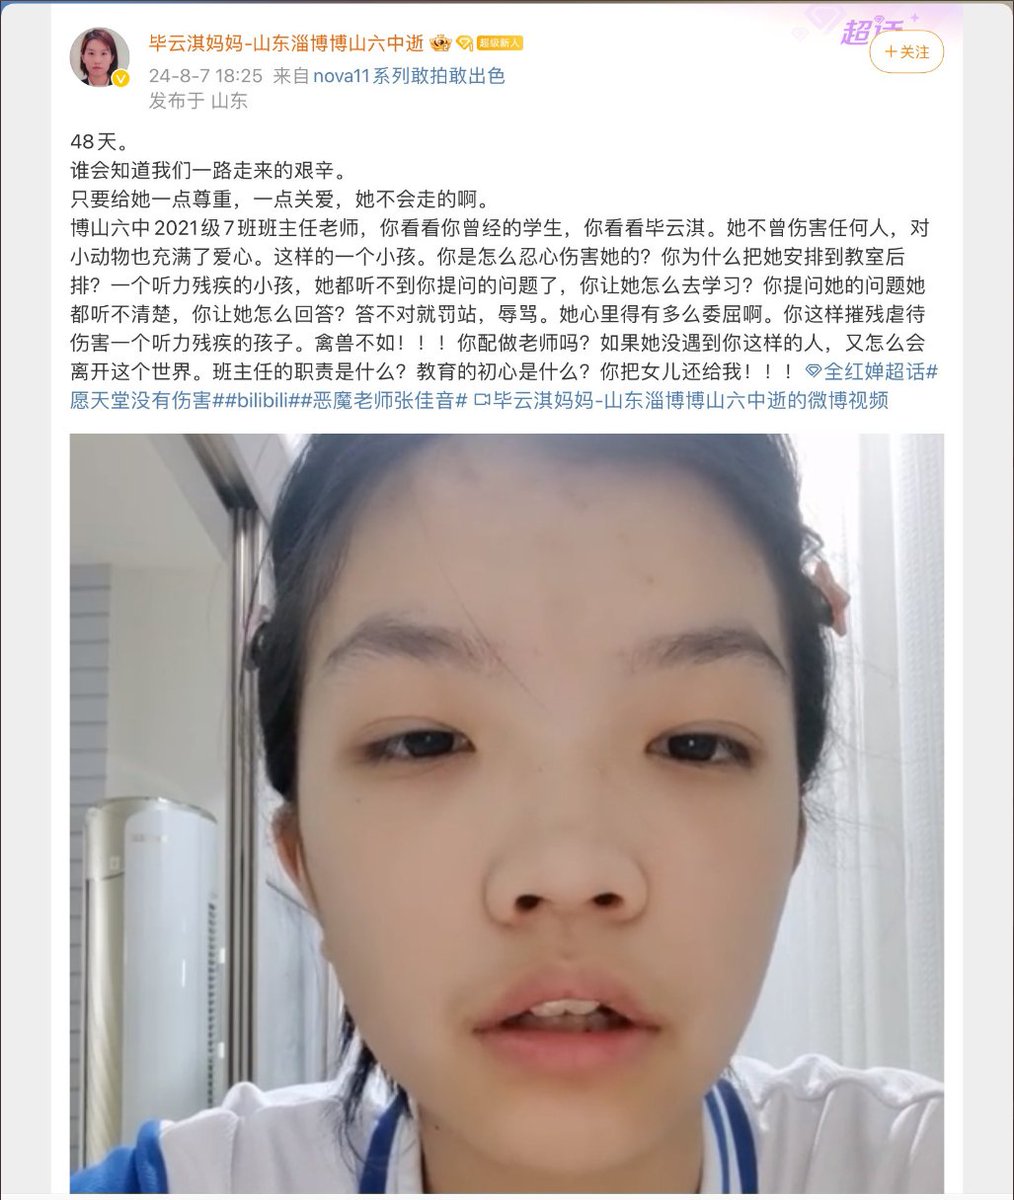 毕云淇妈妈-山东淄博博山六中逝 超级新人
超话
24-8-7 18:25 来自 nova11系列敢拍敢出色
+关注
发布于 山东
48天。
谁会知道我们一路走来的艰辛。
只要给她一点尊重，一点关爱，她不会走的啊。
博山六中2021级7班班主任老师，你看看你曾经的学生，你看看毕云淇。她不曾伤害任何人，对
小动物也充满了爱心。这样的一个小孩。你是怎么忍心伤害她的？你为什么把她安排到教室后
排？一个听力残疾的小孩，她都听不到你提问的问题了，你让她怎么去学习？你提问她的问题她
都听不清楚，你让她怎么回答？答不对就罚站，辱骂。她心里得有多么委屈啊。你这样摧残虐待
伤害一个听力残疾的孩子。禽兽不如！！！你配做老师吗？如果她没遇到你这样的人，又怎么会
离开这个世界。班主任的职责是什么？教育的初心是什么？你把女儿还给我！！！全红婵超话#
愿天堂没有伤害##bilibili##恶魔老师张佳音# 毕云淇妈妈-山东淄博博山六中逝的微博视频